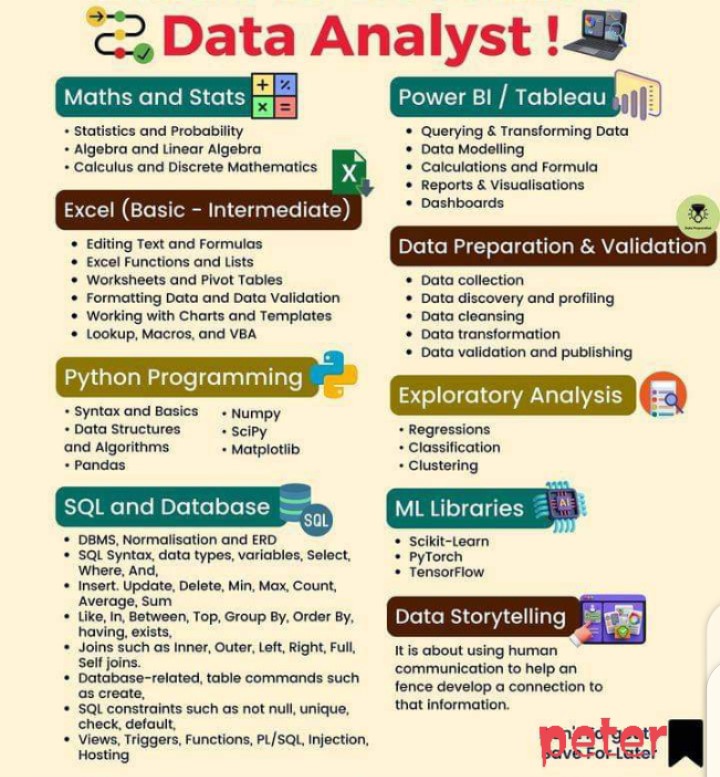 Data Analyst !
Maths and Stats
• Statistics and Probability
• Algebra and Linear Algebra
• Calculus and Discrete Mathematics
X
Excel (Basic - Intermediate)
• Editing Text and Formulas
• Excel Functions and Lists
• Worksheets and Pivot Tables
• Formatting Data and Data Validation
• Working with Charts and Templates
• Lookup, Macros, and VBA
Python Programming
• Syntax and Basics
• Data Structures
and Algorithms
• Pandas
• Numpy
• SciPy
• Matplotlib
SQL and Database
SQL
• DBMS, Normalisation and ERD
• SQL Syntax, data types, variables, Select,
Where, And,
• Insert. Update, Delete, Min, Max, Count,
Average, Sum
• Like, In, Between, Top, Group By, Order By,
having, exists,
• Joins such as Inner, Outer, Left, Right, Full,
Self joins.
• Database-related, table commands such
as create,
• SQL constraints such as not null, unique,
check, default,
• Views, Triggers, Functions, PL/SQL, Injection,
Hosting
Power BI / Tableau
• Querying & Transforming Data
• Data Modelling
• Calculations and Formula
• Reports & Visualisations
• Dashboards
Data Preparation & Validation
• Data collection
• Data discovery and profiling
• Data cleansing
• Data transformation
• Data validation and publishing
Exploratory Analysis
• Regressions
• Classification
• Clustering
ML Libraries
AI
• Scikit-Learn
• PyTorch
• TensorFlow
Data Storytelling
It is about using human
communication to help an
fence develop a connection to
that information.
peter
Save For Later